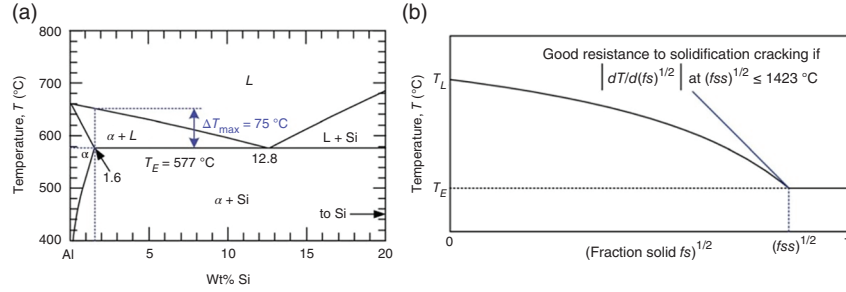 (a)
800
700
600
500
400
Temperature, T (°C)
L
ΔTmax = 75 °C
α + L
L + Si
α
TE = 577 °C
12.8
1.6
α + Si
to Si
Al
5
10
15
20
Wt% Si
(b)
Good resistance to solidification cracking if
| dT/d(fs)^1/2 | at (fss)^1/2 ≤ 1423 °C
Temperature, T (°C)
TL
TE
0
(Fraction solid fs)^1/2
(fss)^1/2
1